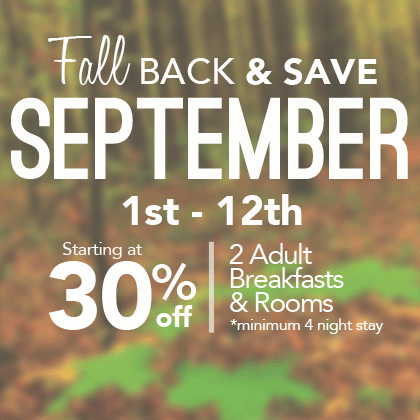 Fall BACK & SAVE
SEPTEMBER
1st - 12th
Starting at
30% off
2 Adult
Breakfasts
& Rooms
*minimum 4 night stay